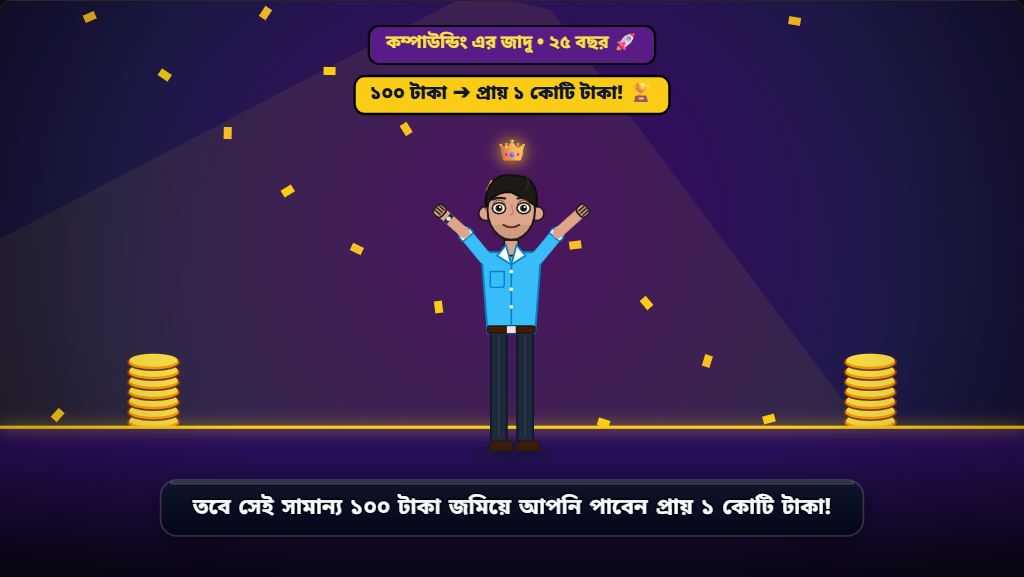 কম্পাউন্ডিং এর জাদু • ২৫ বছর 🚀
১০০ টাকা ➔ প্রায় ১ কোটি টাকা! 🏆
তবে সেই সামান্য ১০০ টাকা জমিয়ে আপনি পাবেন প্রায় ১ কোটি টাকা!